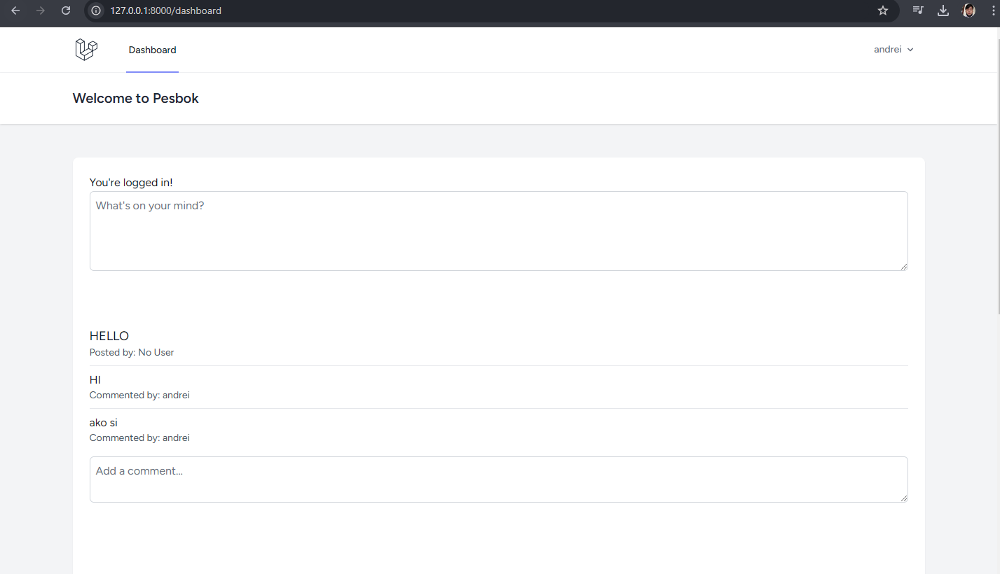 127.0.0.1:8000/dashboard
Dashboard
andrei
Welcome to Pesbok
You're logged in!
What's on your mind?
HELLO
Posted by: No User
HI
Commented by: andrei
ako si
Commented by: andrei
Add a comment...